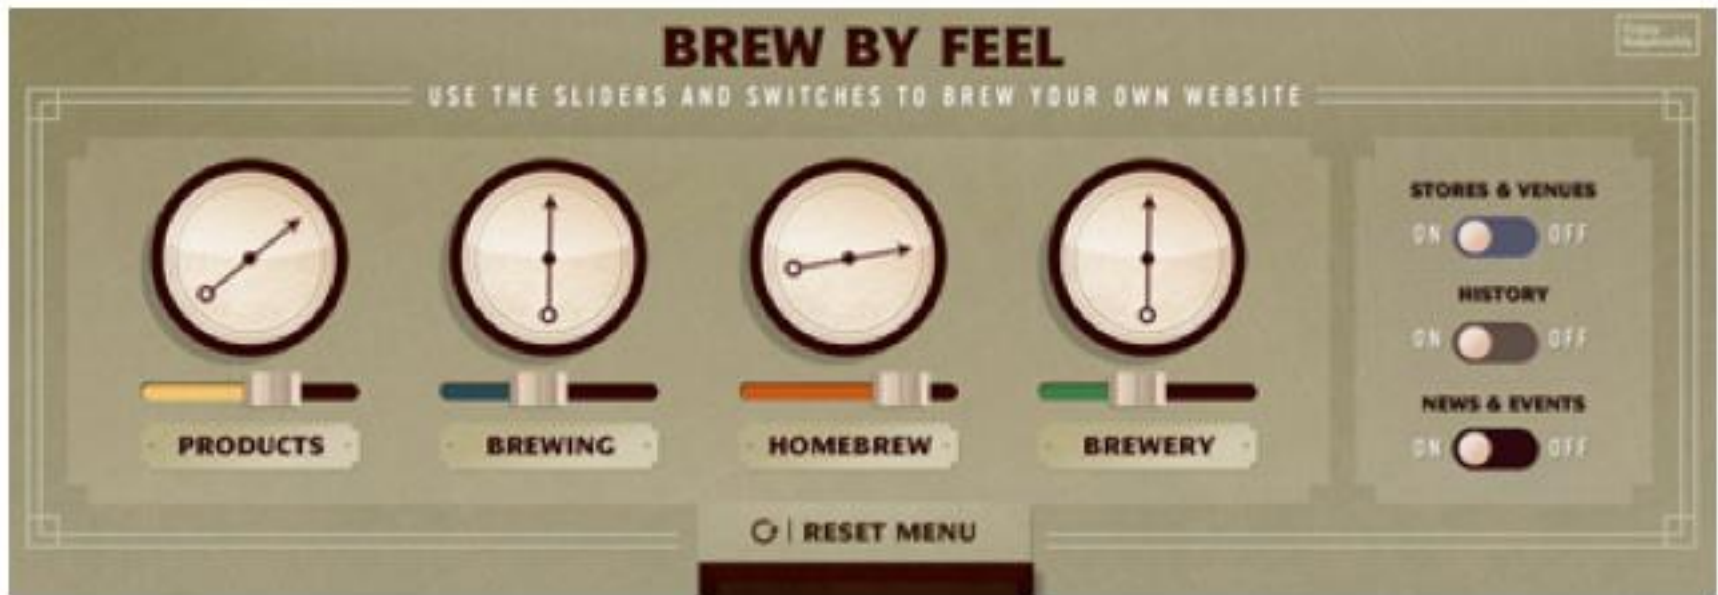 BREW BY FEEL
USE THE SLIDERS AND SWITCHES TO BREW YOUR OWN WEBSITE
STORES & VENUES
ON OFF
HISTORY
ON OFF
NEWS & EVENTS
ON OFF
PRODUCTS
BREWING
HOMEBREW
BREWERY
RESET MENU